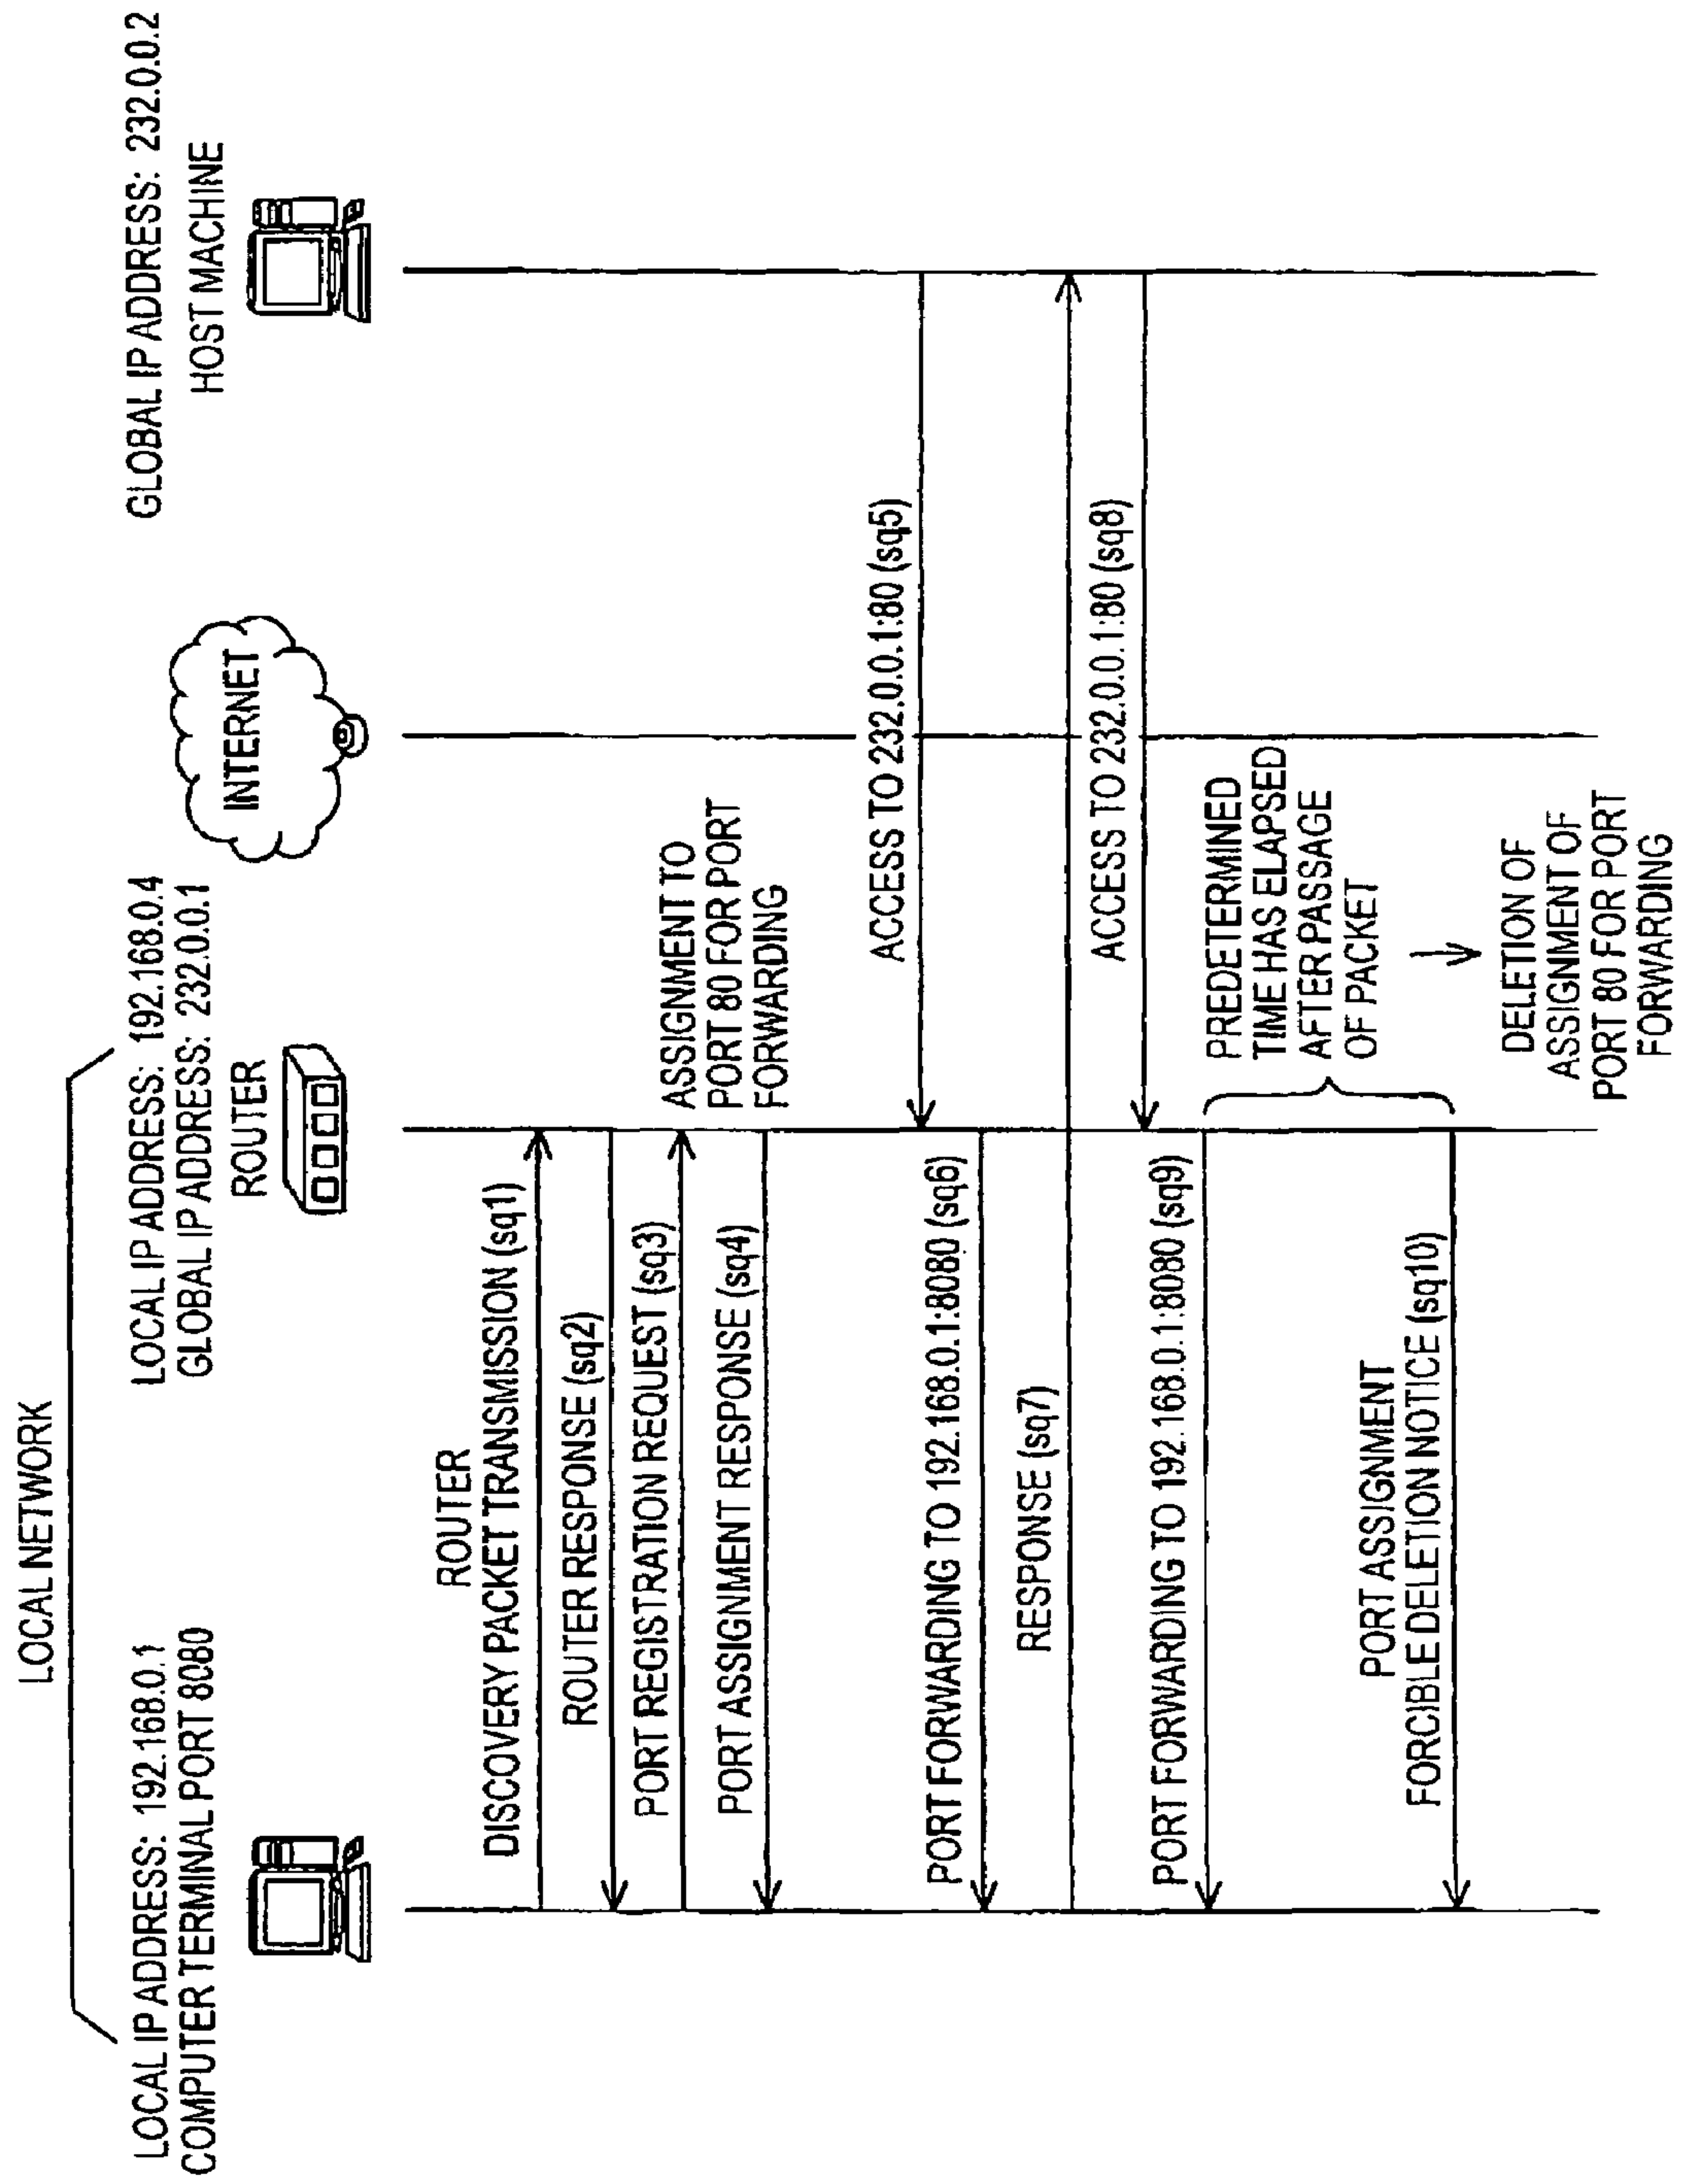 LOCAL NETWORK
LOCAL IP ADDRESS: 192.168.0.1
COMPUTER TERMINAL PORT 8080
LOCAL IP ADDRESS: 192.168.0.4
GLOBAL IP ADDRESS: 232.0.0.1
ROUTER
INTERNET
GLOBAL IP ADDRESS: 232.0.0.2
HOST MACHINE
ROUTER
DISCOVERY PACKET TRANSMISSION (sq1)
ROUTER RESPONSE (sq2)
PORT REGISTRATION REQUEST (sq3)
ASSIGNMENT TO
PORT 80 FOR PORT
FORWARDING
PORT ASSIGNMENT RESPONSE (sq4)
ACCESS TO 232.0.0.1:80 (sq5)
PORT FORWARDING TO 192.168.0.1:8080 (sq6)
RESPONSE (sq7)
ACCESS TO 232.0.0.1:80 (sq8)
PORT FORWARDING TO 192.168.0.1:8080 (sq9)
PREDETERMINED
TIME HAS ELAPSED
AFTER PASSAGE
OF PACKET
PORT ASSIGNMENT
FORCIBLE DELETION NOTICE (sq10)
DELETION OF
ASSIGNMENT OF
PORT 80 FOR PORT
FORWARDING